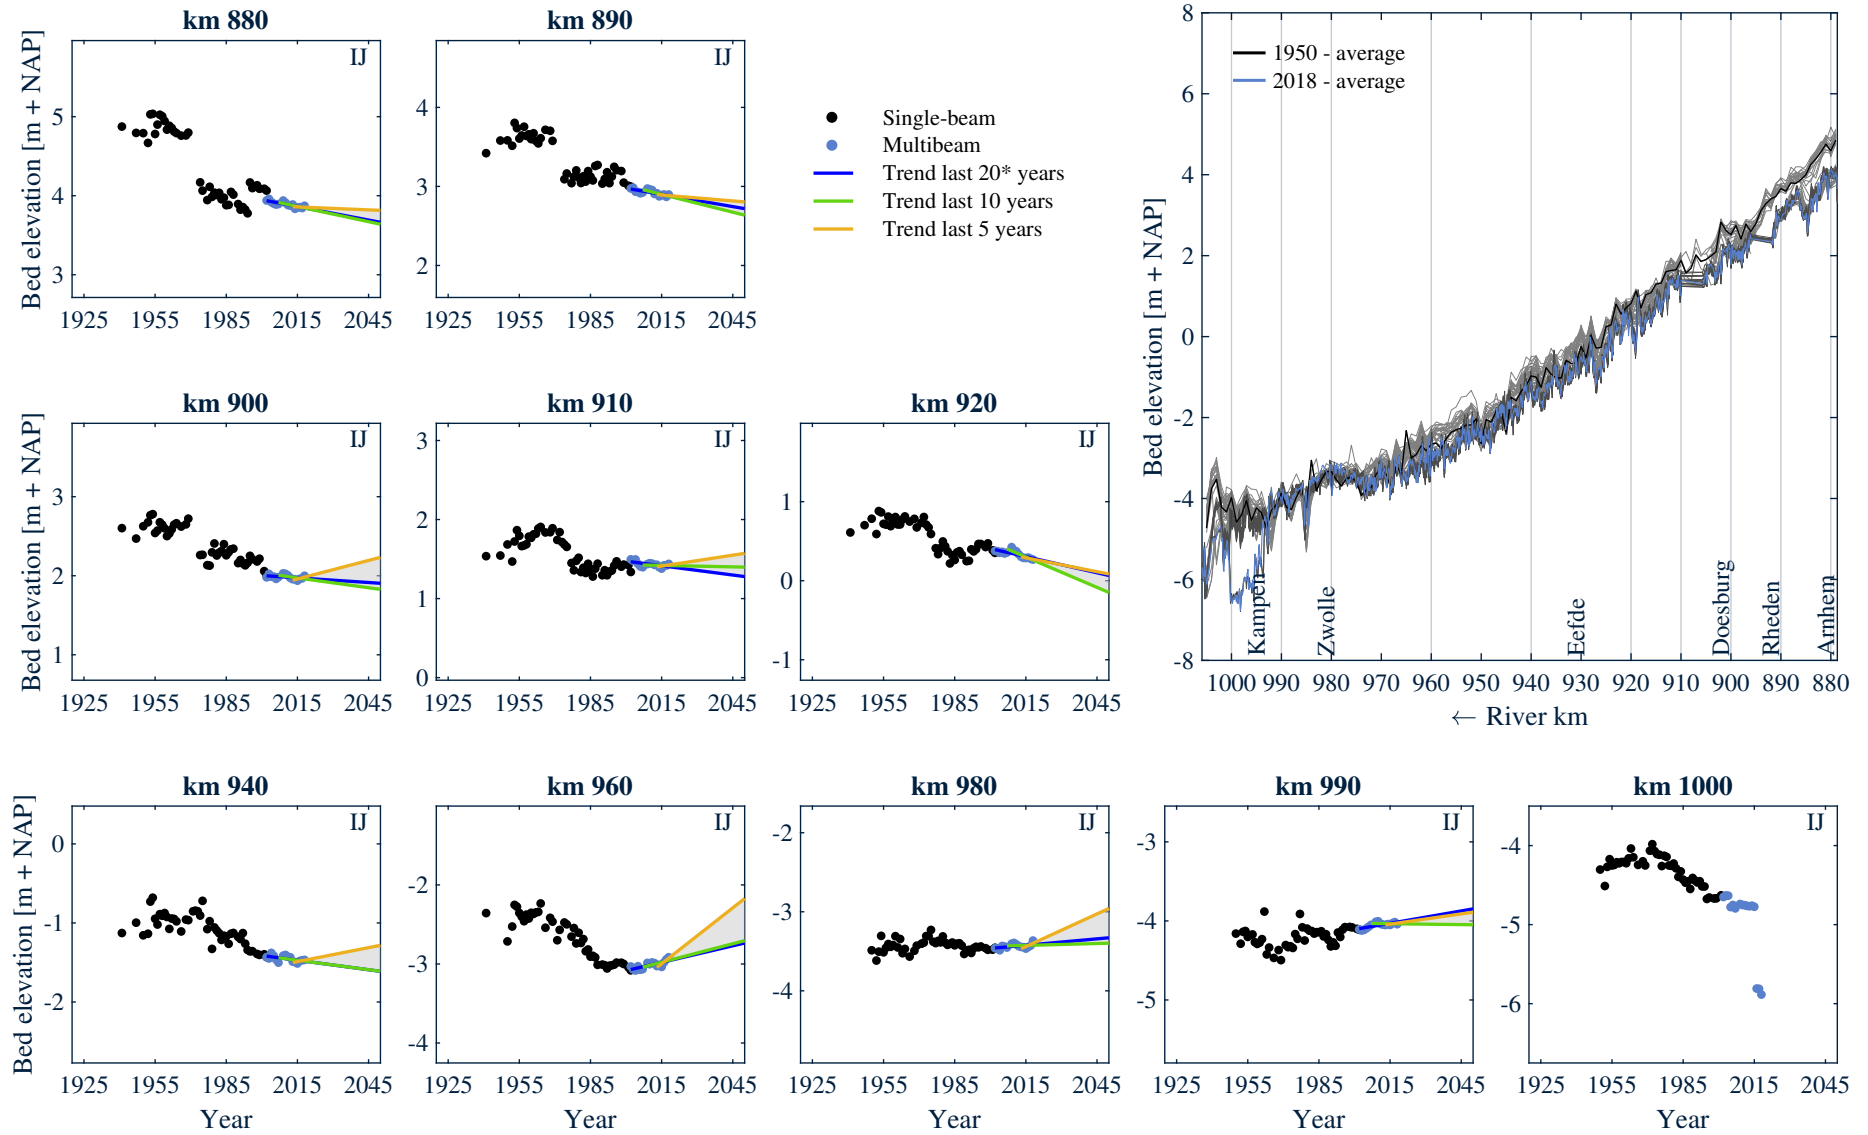 km 880
km 890
Bed elevation [m + NAP]
5
4
3
IJ
1925 1955 1985 2015 2045
4
3
2
IJ
1925 1955 1985 2015 2045
Single-beam
Multibeam
Trend last 20* years
Trend last 10 years
Trend last 5 years
Bed elevation [m + NAP]
8
6
4
2
0
-2
-4
-6
-8
1950 - average
2018 - average
Kampen
Zwolle
Eefde
Doesburg
Rheden
Arnhem
1000 990 980 970 960 950 940 930 920 910 900 890 880
← River km
km 900
km 910
km 920
Bed elevation [m + NAP]
3
2
1
IJ
1925 1955 1985 2015 2045
3
2
1
0
IJ
1925 1955 1985 2015 2045
1
0
-1
IJ
1925 1955 1985 2015 2045
km 940
km 960
km 980
km 990
km 1000
Bed elevation [m + NAP]
0
-1
-2
IJ
1925 1955 1985 2015 2045
Year
-2
-3
-4
IJ
1925 1955 1985 2015 2045
Year
-2
-3
-4
IJ
1925 1955 1985 2015 2045
Year
-3
-4
-5
IJ
1925 1955 1985 2015 2045
Year
-4
-5
-6
IJ
1925 1955 1985 2015 2045
Year